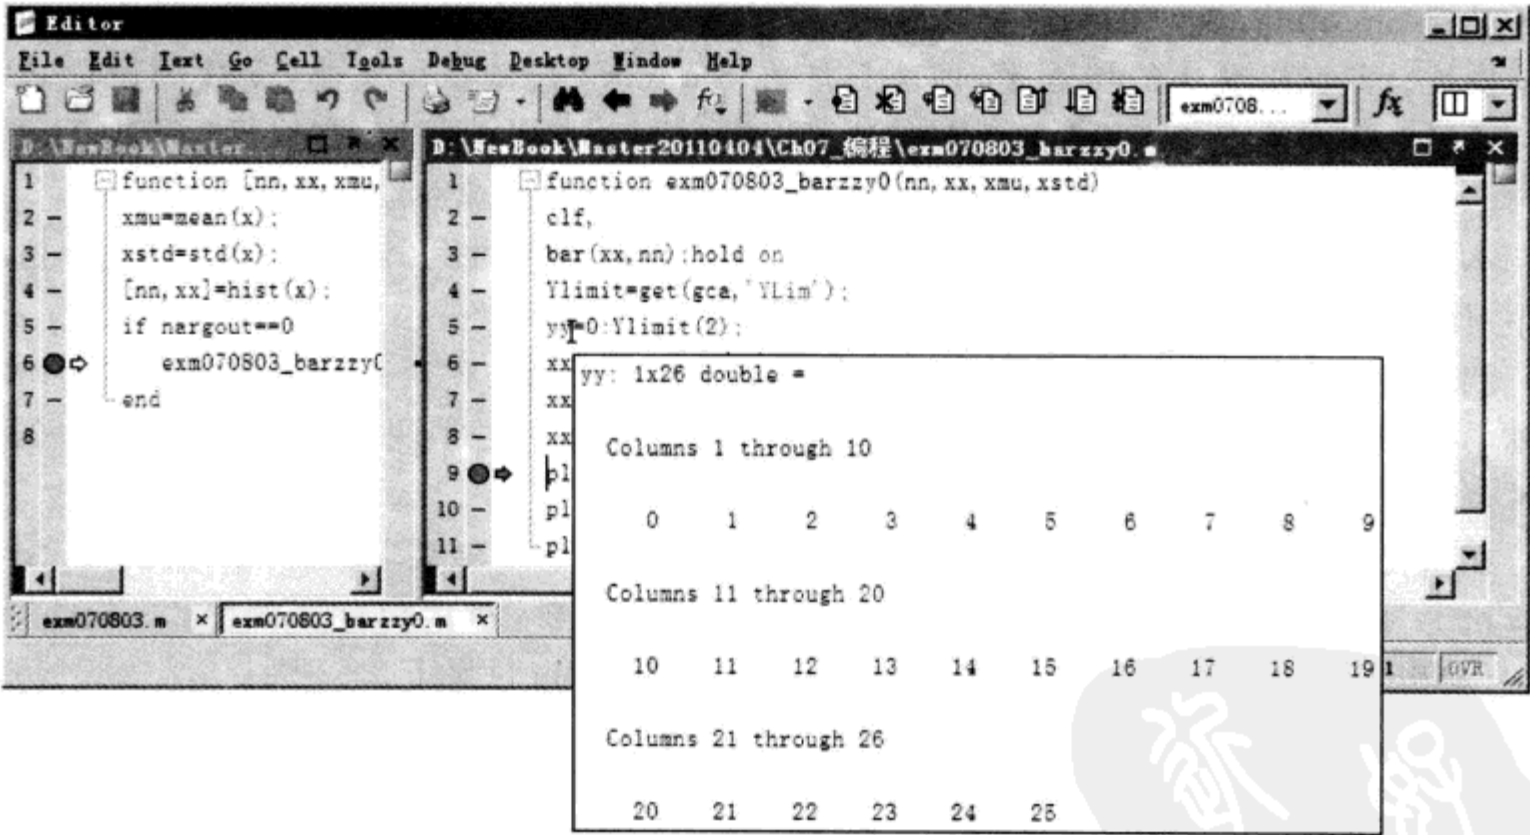 Editor
File Edit Text Go Cell Tools Debug Desktop Window Help
exm0708...
D:\NewBook\Master...
1 function [nn,xx,xmu,
2 xmu=mean(x);
3 xstd=std(x);
4 [nn,xx]=hist(x);
5 if nargout==0
6 exm070803_barzzy0
7 end
8
D:\NewBook\Master20110404\Ch07_编程\exm070803_barzzy0.m
1 function exm070803_barzzy0(nn,xx,xmu,xstd)
2 clf,
3 bar(xx,nn);hold on
4 Ylimit=get(gca,'YLim');
5 yy=0:Ylimit(2);
6 xx
7 xx
8 xx
9 pl
10 pl
11 pl
yy: 1x26 double =
Columns 1 through 10
0 1 2 3 4 5 6 7 8 9
Columns 11 through 20
10 11 12 13 14 15 16 17 18 19
Columns 21 through 26
20 21 22 23 24 25
exm070803.m × exm070803_barzzy0.m ×
1 OVR